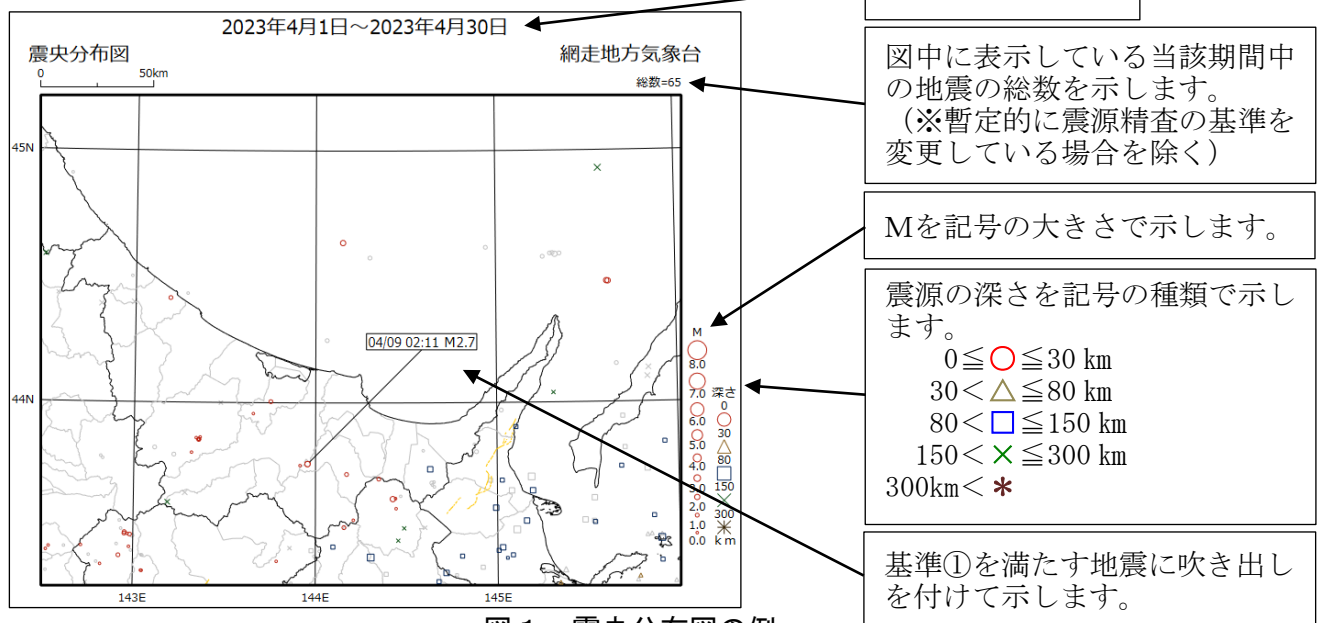 2023年4月1日～2023年4月30日
震央分布図
網走地方気象台
0
50km
総数=65
45N
44N
143E
144E
145E
04/09 02:11 M2.7
M
8.0
7.0
6.0
5.0
4.0
3.0
2.0
1.0
0.0
深さ
0
30
80
150
300
km
図中に表示している当該期間中
の地震の総数を示します。
（※暫定的に震源精査の基準を
変更している場合を除く）
Mを記号の大きさで示します。
震源の深さを記号の種類で示し
ます。
0≦○≦30 km
30<△≦80 km
80<□≦150 km
150<×≦300 km
300km<＊
基準①を満たす地震に吹き出し
を付けて示します。